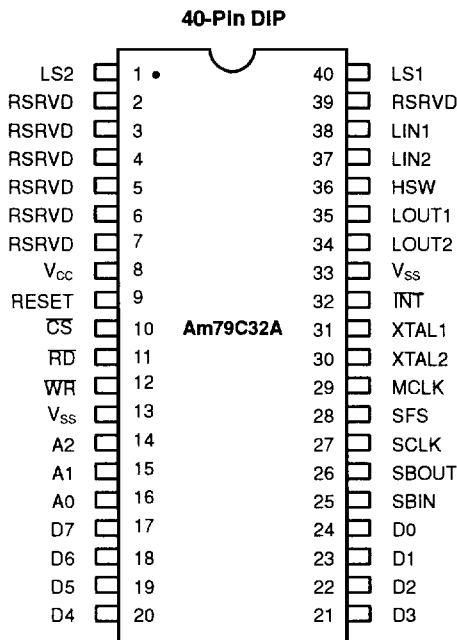 40-Pin DIP
LS2 1 40 LS1
RSRVD 2 39 RSRVD
RSRVD 3 38 LIN1
RSRVD 4 37 LIN2
RSRVD 5 36 HSW
RSRVD 6 35 LOUT1
RSRVD 7 34 LOUT2
VCC 8 33 VSS
RESET 9 32 INT
CS 10 Am79C32A 31 XTAL1
RD 11 30 XTAL2
WR 12 29 MCLK
VSS 13 28 SFS
A2 14 27 SCLK
A1 15 26 SBOUT
A0 16 25 SBIN
D7 17 24 D0
D6 18 23 D1
D5 19 22 D2
D4 20 21 D3